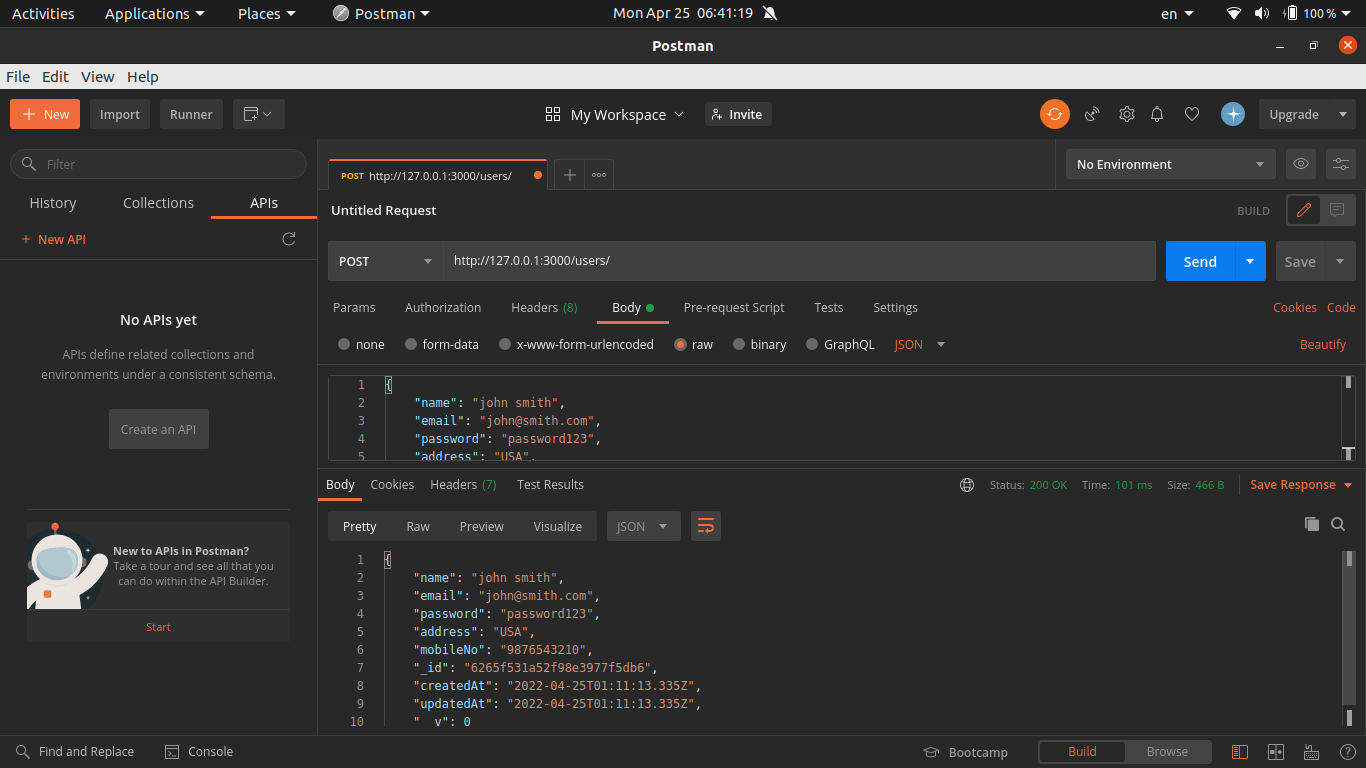 Activities Applications Places Postman Mon Apr 25 06:41:19 en 100 %
Postman
File Edit View Help
New Import Runner My Workspace Invite Upgrade
Filter
History Collections APIs
New API
No APIs yet
APIs define related collections and
environments under a consistent schema.
Create an API
New to APIs in Postman?
Take a tour and see all that you
can do within the API Builder.
Start
POST http://127.0.0.1:3000/users/
No Environment
Untitled Request BUILD
POST http://127.0.0.1:3000/users/ Send Save
Params Authorization Headers (8) Body Pre-request Script Tests Settings Cookies Code
none form-data x-www-form-urlencoded raw binary GraphQL JSON Beautify
1 {
2 "name": "john smith",
3 "email": "john@smith.com",
4 "password": "password123",
5 "address": "USA",
Body Cookies Headers (7) Test Results Status: 200 OK Time: 101 ms Size: 466 B Save Response
Pretty Raw Preview Visualize JSON
1 {
2 "name": "john smith",
3 "email": "john@smith.com",
4 "password": "password123",
5 "address": "USA",
6 "mobileNo": "9876543210",
7 "_id": "6265f531a52f98e3977f5db6",
8 "createdAt": "2022-04-25T01:11:13.335Z",
9 "updatedAt": "2022-04-25T01:11:13.335Z",
10 "__v": 0
Find and Replace Console Bootcamp Build Browse